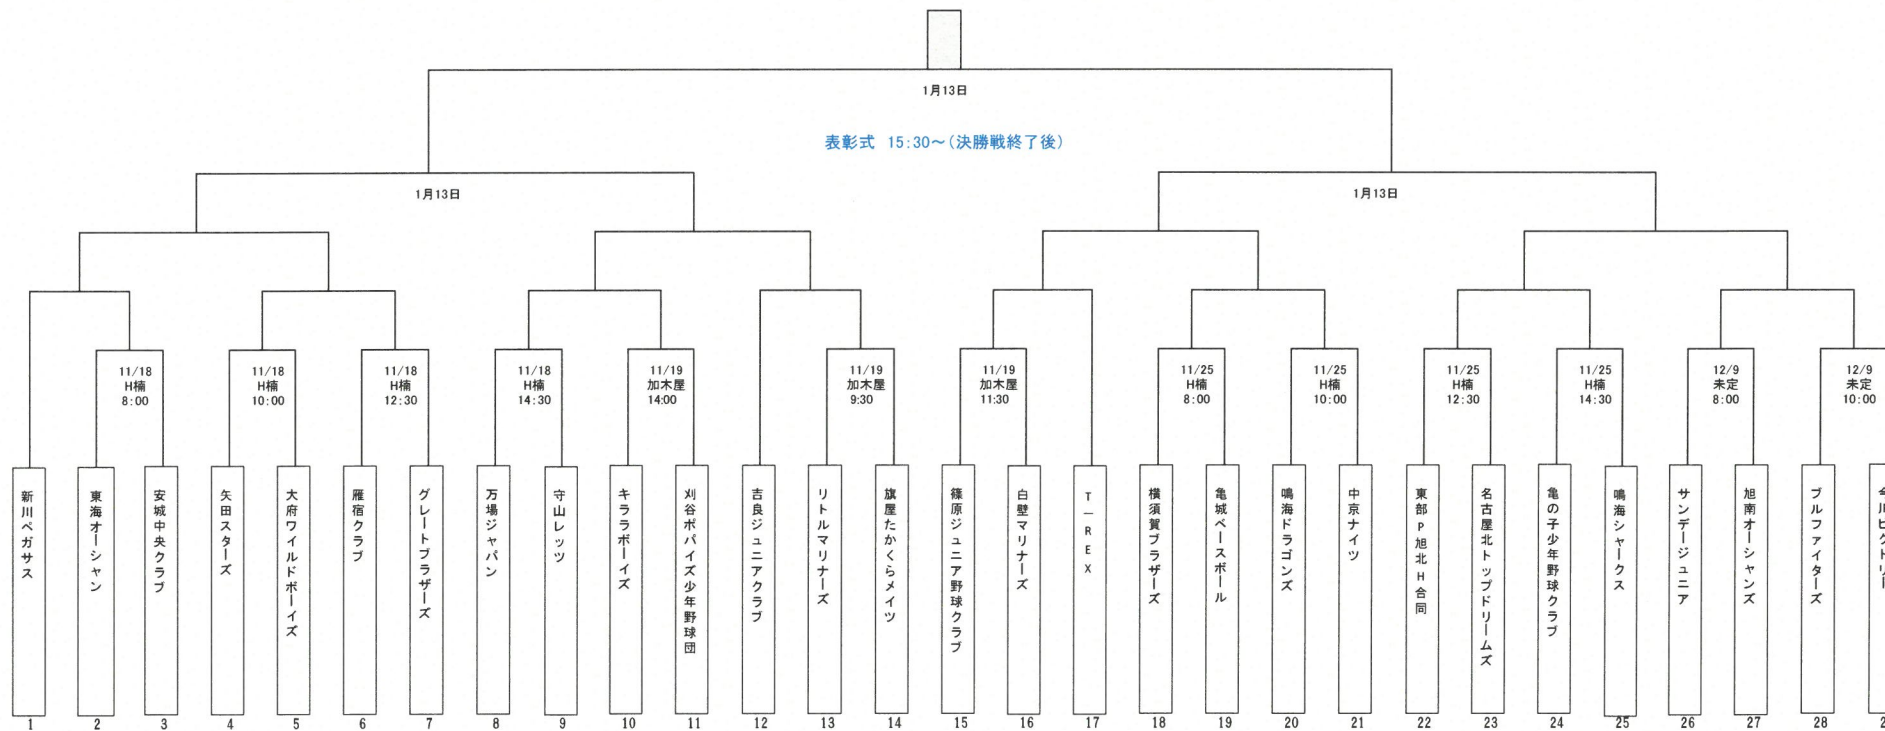 1月13日
表彰式 15:30～(決勝戦終了後)
1月13日
1月13日
11/18
H楠
8:00
11/18
H楠
10:00
11/18
H楠
12:30
11/18
H楠
14:30
11/19
加木屋
14:00
11/19
加木屋
9:30
11/19
加木屋
11:30
11/25
H楠
8:00
11/25
H楠
10:00
11/25
H楠
12:30
11/25
H楠
14:30
12/9
未定
8:00
12/9
未定
10:00
新川ペガサス
東海オーシャン
安城中央クラブ
矢田スターズ
大府ワイルドボーイズ
雁宿クラブ
グレートブラザーズ
万場ジャパン
守山レッツ
キララボーイズ
刈谷ポパイズ少年野球団
吉良ジュニアクラブ
リトルマリナーズ
旗屋たかくらメイツ
篠原ジュニア野球クラブ
白壁マリナーズ
T―REX
横須賀ブラザーズ
亀城ベースボール
鳴海ドラゴンズ
中京ナイツ
東部P旭北H合同
名古屋北トップドリームズ
亀の子少年野球クラブ
鳴海シャークス
サンデージュニア
旭南オーシャンズ
ブルファイターズ
1
2
3
4
5
6
7
8
9
10
11
12
13
14
15
16
17
18
19
20
21
22
23
24
25
26
27
28